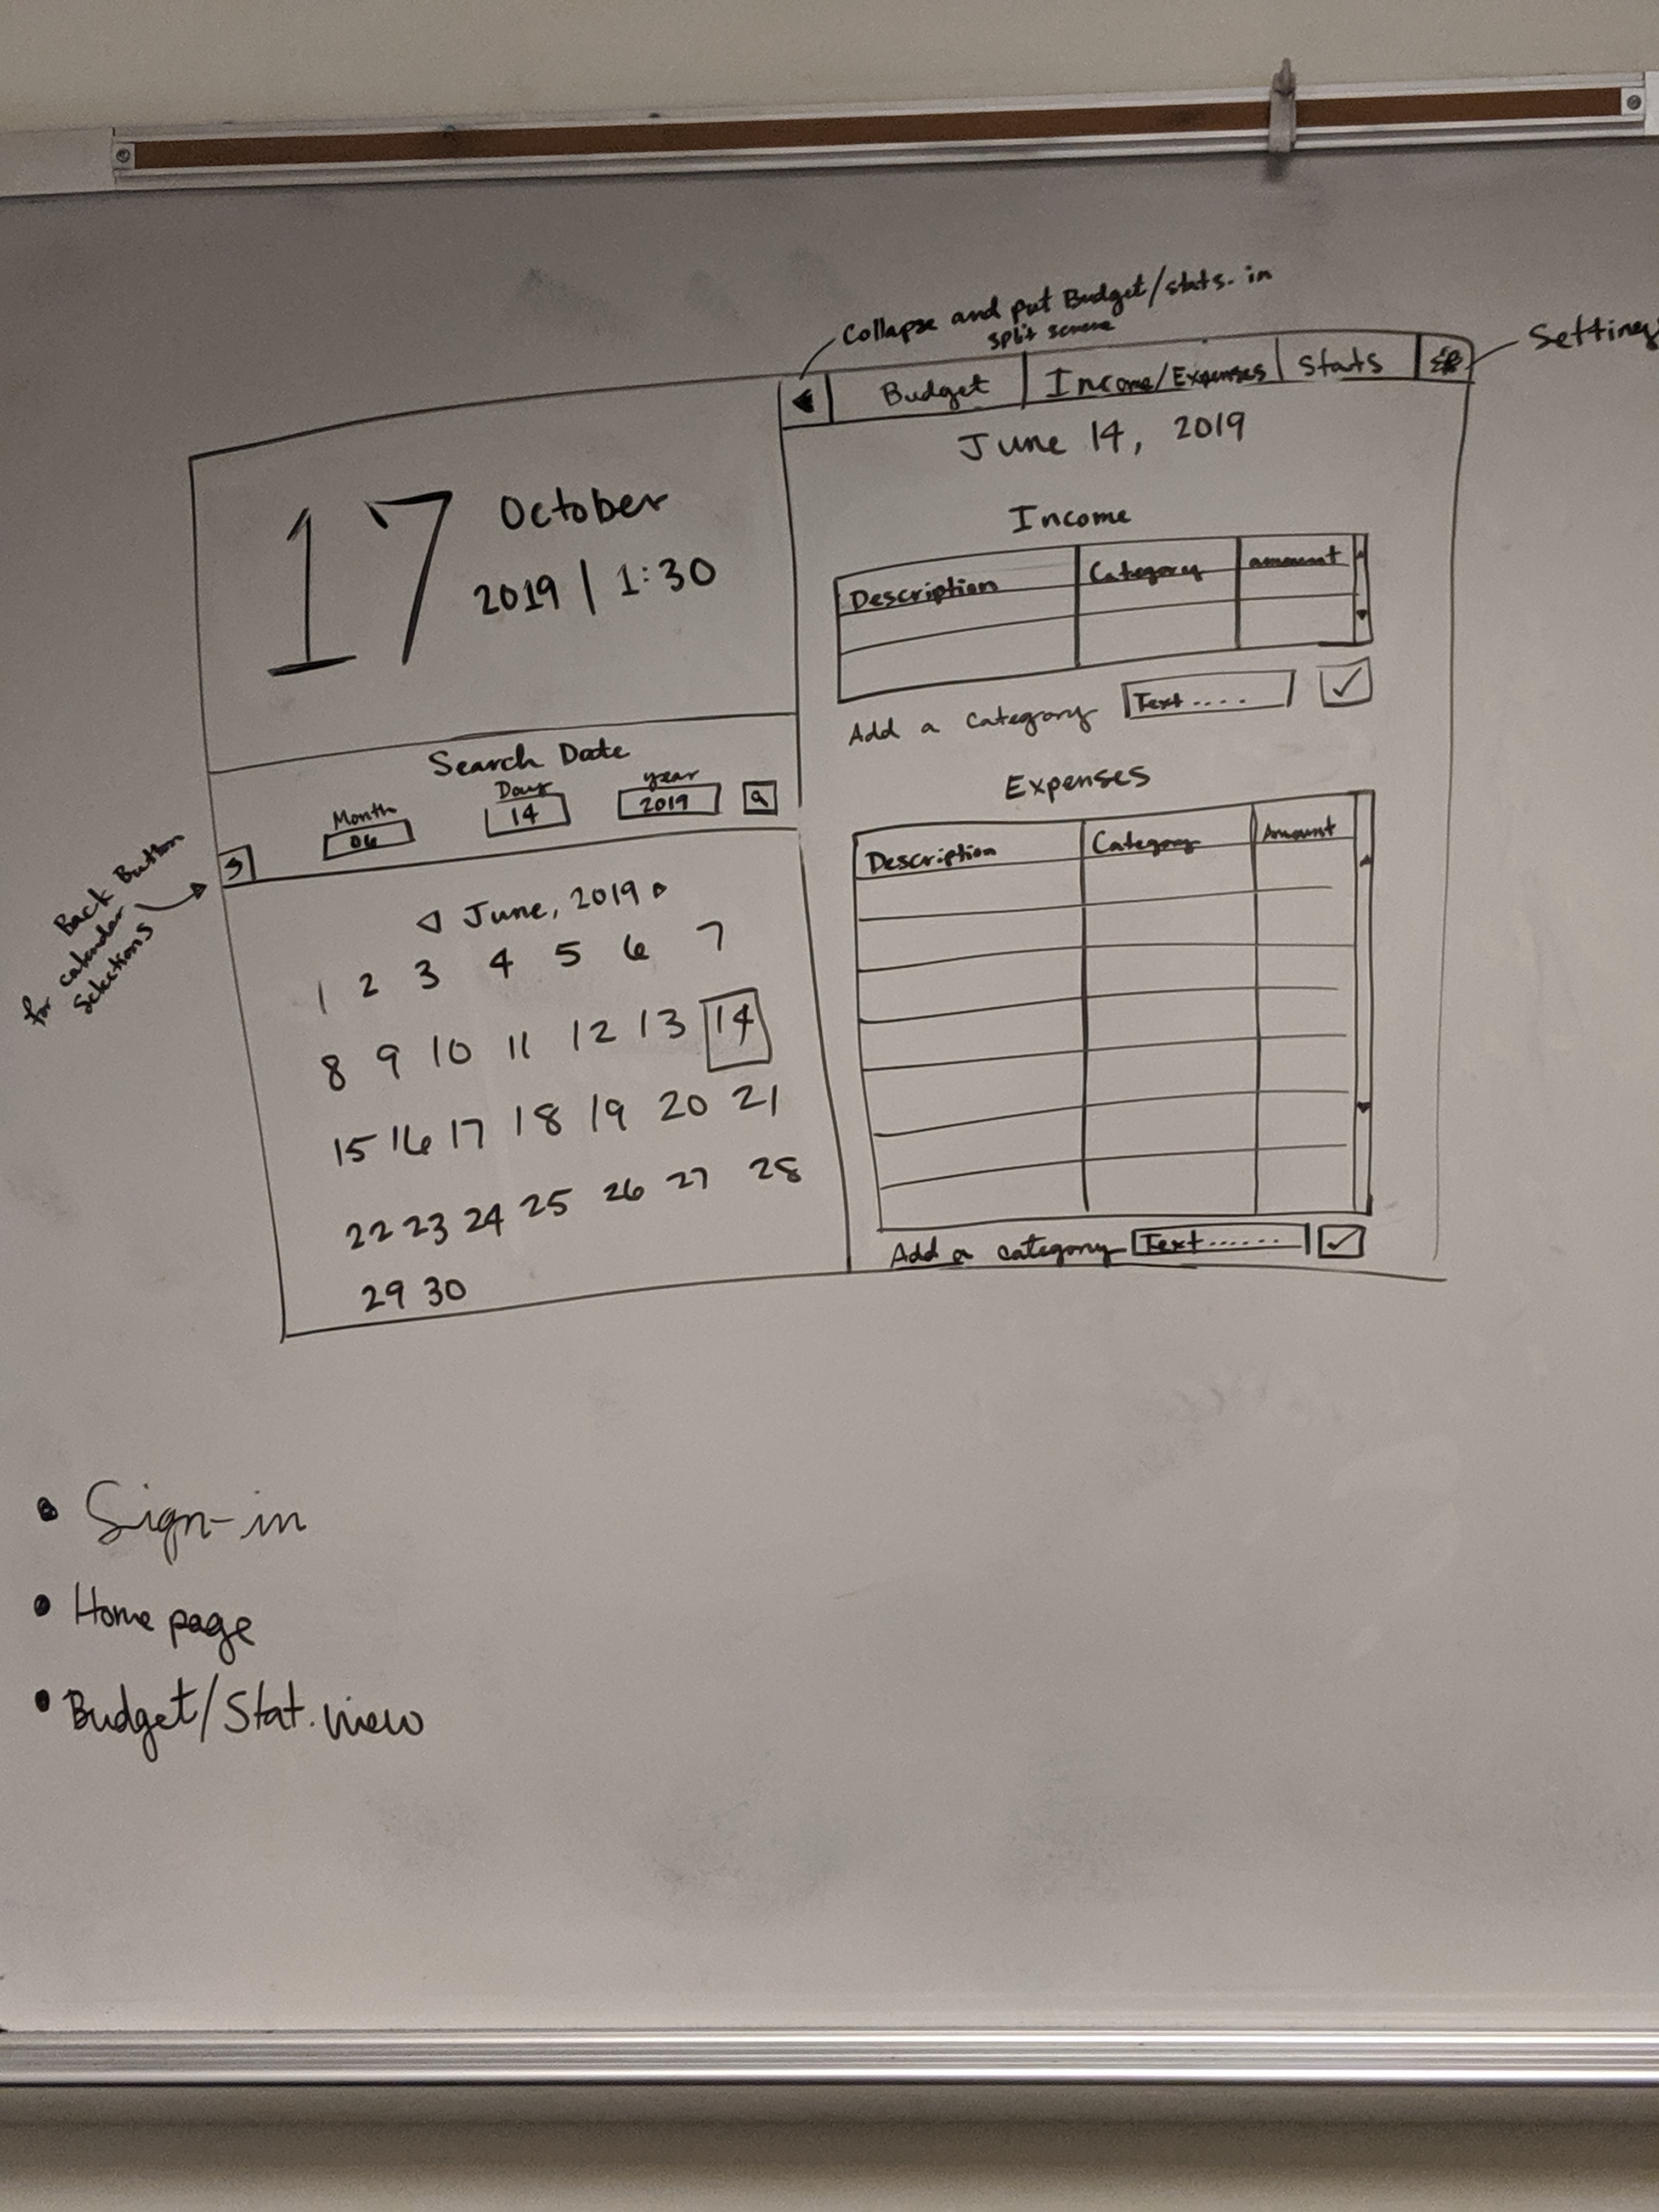 Collapse and put Budget/stats. in
split screne
Setting
Budget
Income/Expenses
Stats
17
October
2019 | 1:30
June 14, 2019
Income
Description Category amount
Add a category Text....
Search Date
Month Day year
06 14 2019
Back Button
for calendar
selections
June, 2019
1 2 3 4 5 6 7
8 9 10 11 12 13 14
15 16 17 18 19 20 21
22 23 24 25 26 27 28
29 30
Expenses
Description Category Amount
Add a category Text......
• Sign-in
• Home page
• Budget/Stat. view